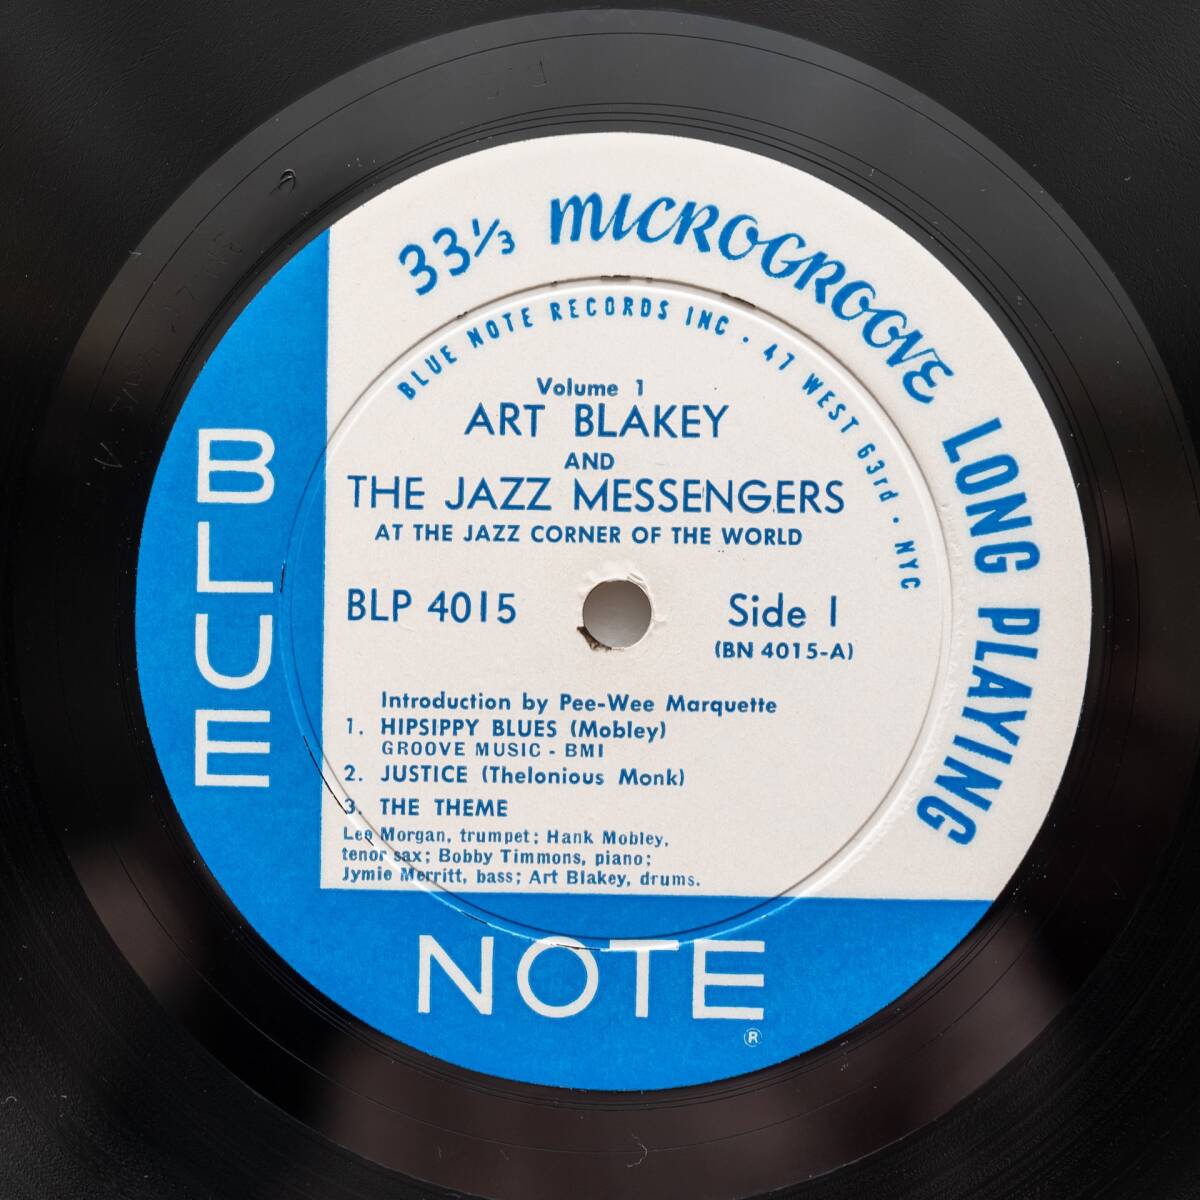 33⅓ MICROGROOVE LONG PLAYING
BLUE NOTE RECORDS INC · 47 WEST 63rd · NYC
Volume 1
ART BLAKEY
AND
THE JAZZ MESSENGERS
AT THE JAZZ CORNER OF THE WORLD
BLP 4015
Side 1
(BN 4015-A)
Introduction by Pee-Wee Marquette
1. HIPSIPPY BLUES (Mobley)
GROOVE MUSIC - BMI
2. JUSTICE (Thelonious Monk)
3. THE THEME
Lee Morgan, trumpet; Hank Mobley,
tenor sax; Bobby Timmons, piano;
Jymie Merritt, bass; Art Blakey, drums.
BLUE
NOTE
®